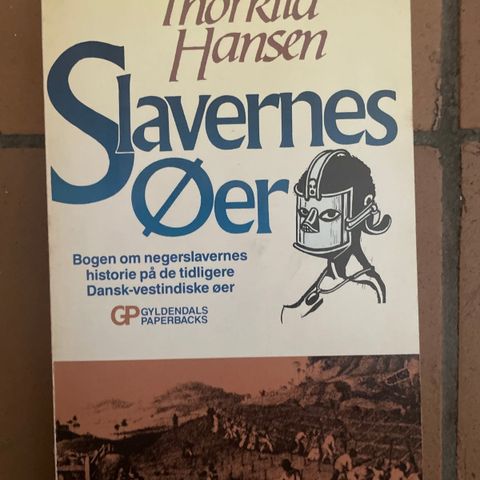 Thorkild
Hansen
Slavernes
Øer
Bogen om negerslavernes
historie på de tidligere
Dansk-vestindiske øer
GP GYLDENDALS
PAPERBACKS